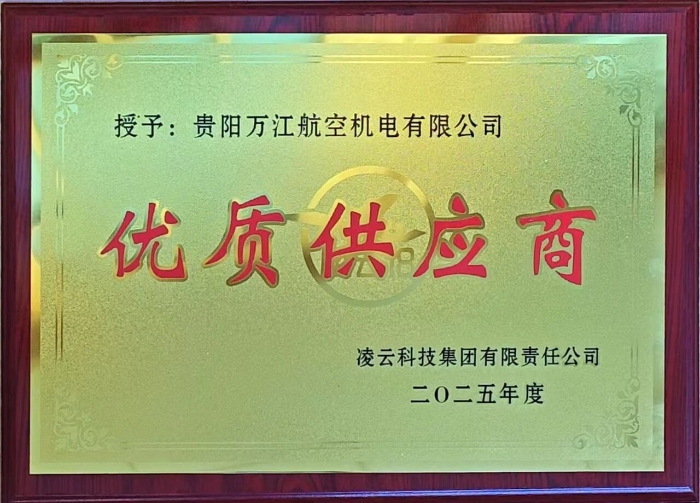 授予：贵阳万江航空机电有限公司
优质供应商
凌云科技集团有限责任公司
二〇二五年度